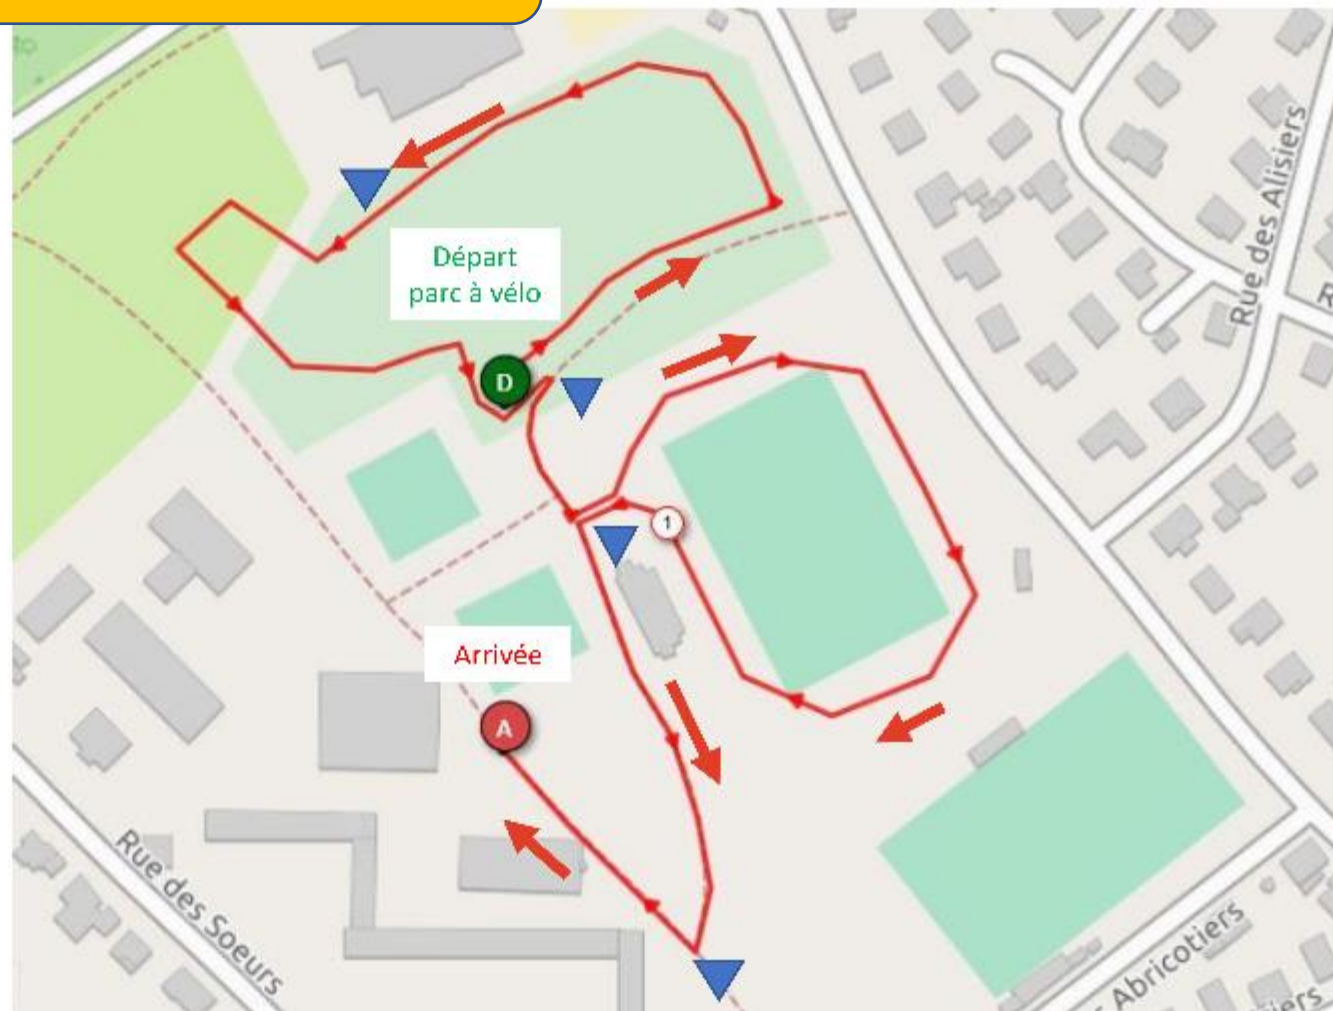 Départ
parc à vélo
D
1
Arrivée
A
Rue des Alisiers
R
Rue des Soeurs
Abricotiers